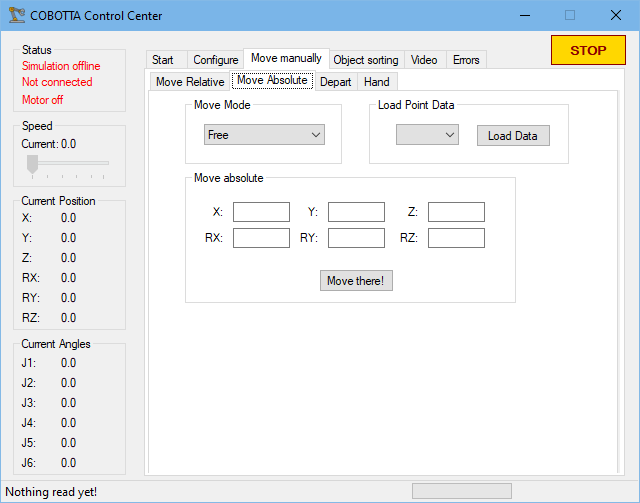 COBOTTA Control Center
Status
Simulation offline
Not connected
Motor off
Speed
Current: 0.0
Current Position
X: 0.0
Y: 0.0
Z: 0.0
RX: 0.0
RY: 0.0
RZ: 0.0
Current Angles
J1: 0.0
J2: 0.0
J3: 0.0
J4: 0.0
J5: 0.0
J6: 0.0
Start Configure Move manually Object sorting Video Errors
STOP
Move Relative Move Absolute Depart Hand
Move Mode
Free
Load Point Data
Load Data
Move absolute
X: Y: Z:
RX: RY: RZ:
Move there!
Nothing read yet!